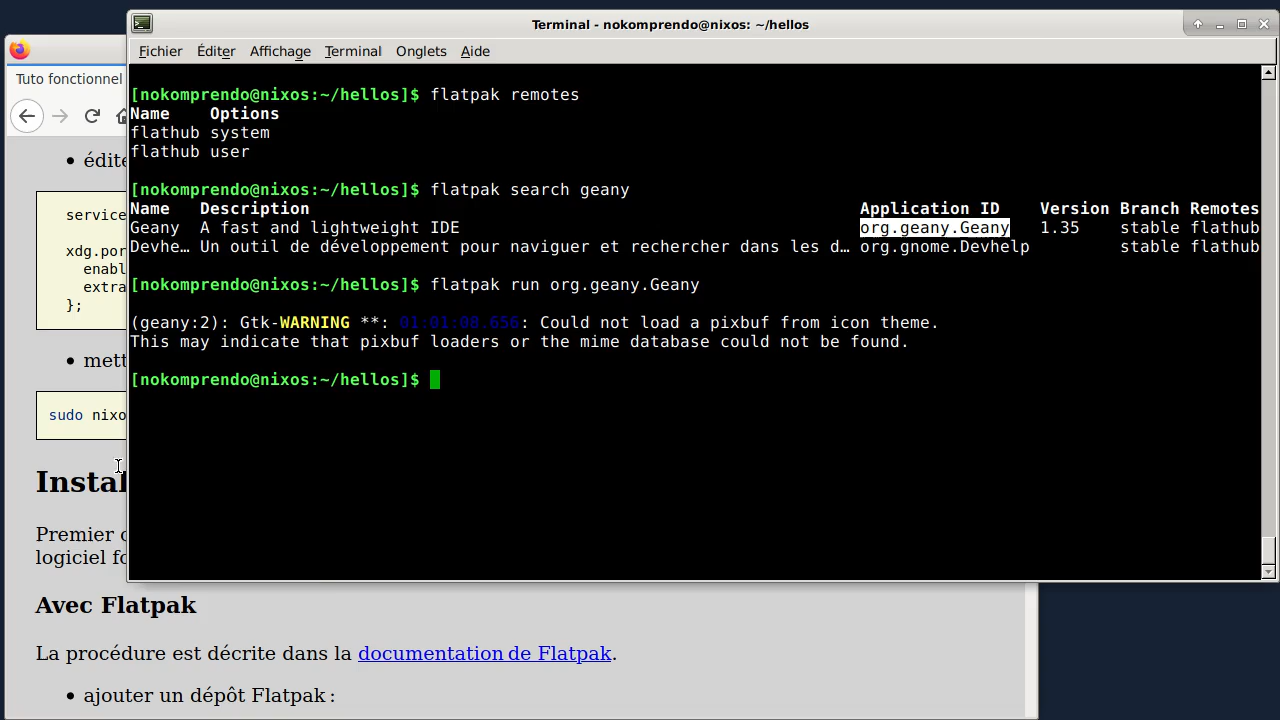 Terminal - nokomprendo@nixos: ~/hellos
Fichier Éditer Affichage Terminal Onglets Aide
[nokomprendo@nixos:~/hellos]$ flatpak remotes
Name Options
flathub system
flathub user
[nokomprendo@nixos:~/hellos]$ flatpak search geany
Name Description Application ID Version Branch Remotes
Geany A fast and lightweight IDE org.geany.Geany 1.35 stable flathub
Devhe… Un outil de développement pour naviguer et rechercher dans les d… org.gnome.Devhelp stable flathub
[nokomprendo@nixos:~/hellos]$ flatpak run org.geany.Geany
(geany:2): Gtk-WARNING **: 01:01:08.656: Could not load a pixbuf from icon theme.
This may indicate that pixbuf loaders or the mime database could not be found.
[nokomprendo@nixos:~/hellos]$
Tuto fonctionnel
• édite
service
xdg.por
enabl
extra
};
• mett
sudo nixo
Instal
Premier
logiciel fo
Avec Flatpak
La procédure est décrite dans la documentation de Flatpak.
• ajouter un dépôt Flatpak :